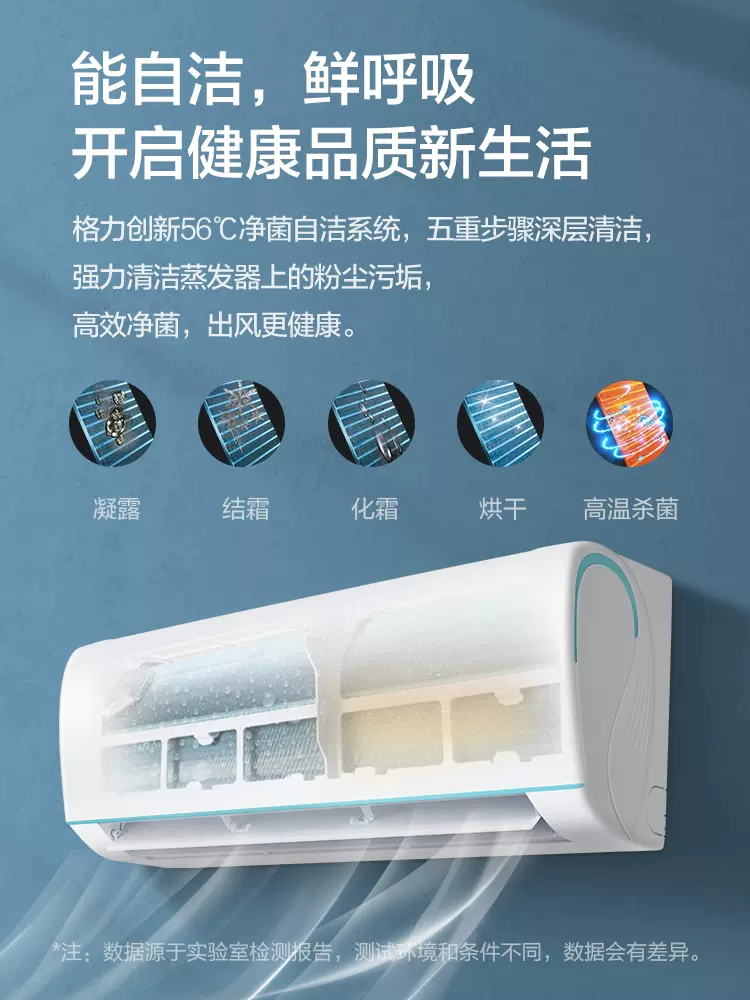 能自洁，鲜呼吸
开启健康品质新生活
格力创新56℃净菌自洁系统，五重步骤深层清洁，
强力清洁蒸发器上的粉尘污垢，
高效净菌，出风更健康。
凝露 结霜 化霜 烘干 高温杀菌
*注：数据源于实验室检测报告，测试环境和条件不同，数据会有差异。